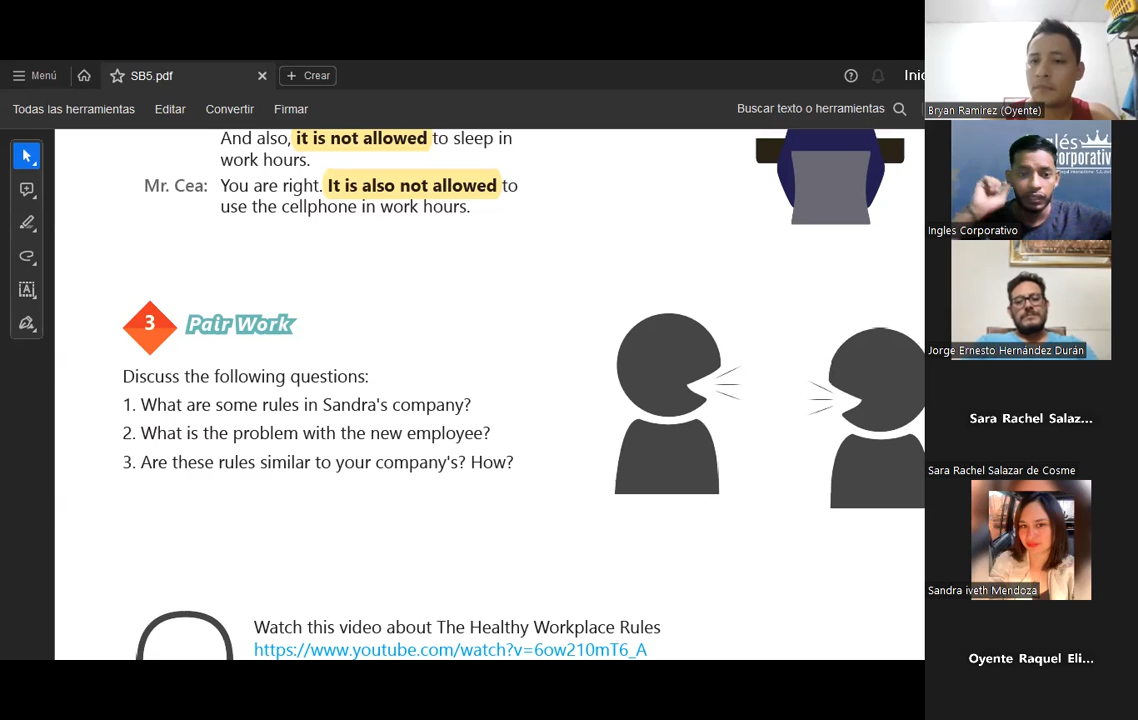 Menú
SB5.pdf
Crear
Inic
Todas las herramientas
Editar
Convertir
Firmar
Buscar texto o herramientas
And also, it is not allowed to sleep in
work hours.
Mr. Cea: You are right. It is also not allowed to
use the cellphone in work hours.
3
Pair Work
Discuss the following questions:
1. What are some rules in Sandra's company?
2. What is the problem with the new employee?
3. Are these rules similar to your company's? How?
Watch this video about The Healthy Workplace Rules
https://www.youtube.com/watch?v=6ow210mT6_A
Bryan Ramirez (Oyente)
Inglés
Corporativo
Ingles Corporativo
Jorge Ernesto Hernández Durán
Sara Rachel Salaz...
Sara Rachel Salazar de Cosme
Sandra iveth Mendoza
Oyente Raquel Eli...